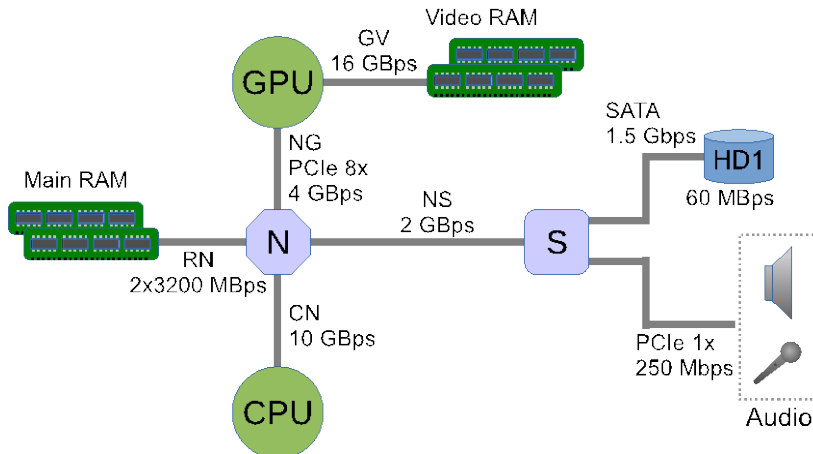 Video RAM
GV
16 GBps
GPU
SATA
1.5 Gbps
HD1
60 MBps
NG
PCIe 8x
4 GBps
Main RAM
NS
2 GBps
N
S
RN
2x3200 MBps
CN
10 GBps
PCIe 1x
250 Mbps
CPU
Audio